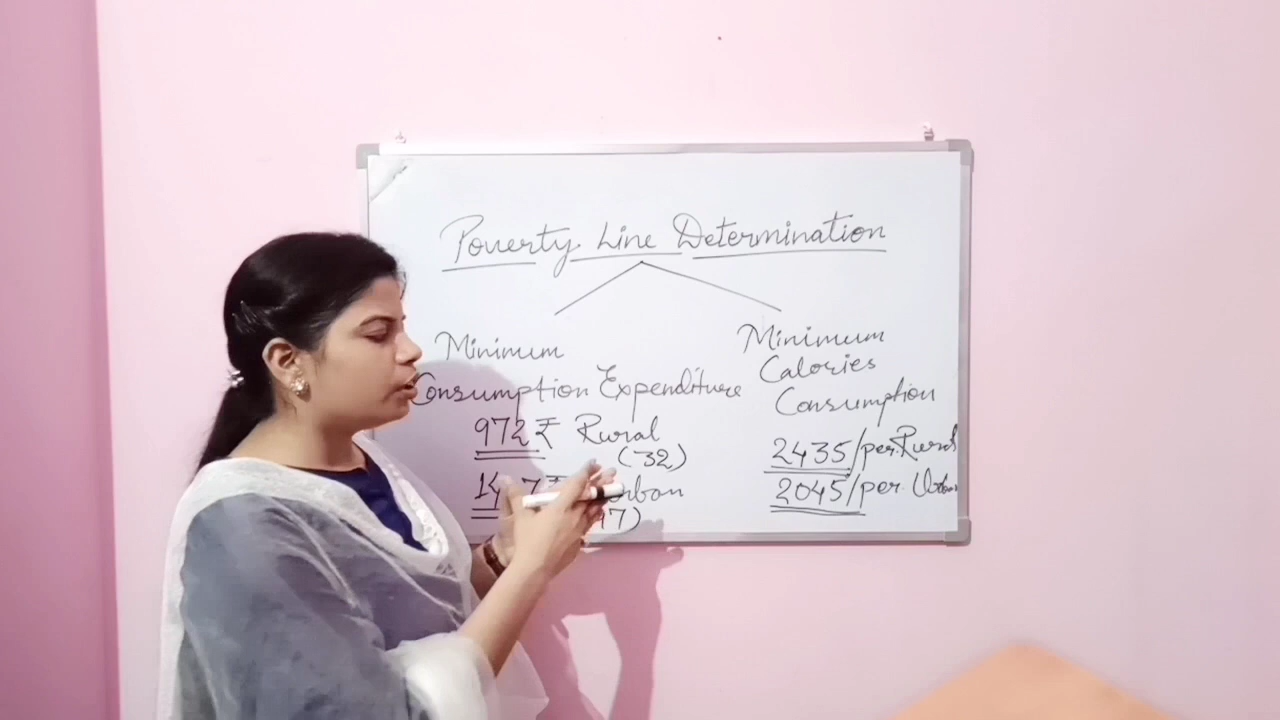 Poverty Line Determination
Minimum
Consumption Expenditure
972₹ Rural
(32)
Minimum
Calories
Consumption
2435/per. Rural
2045/per. Urban